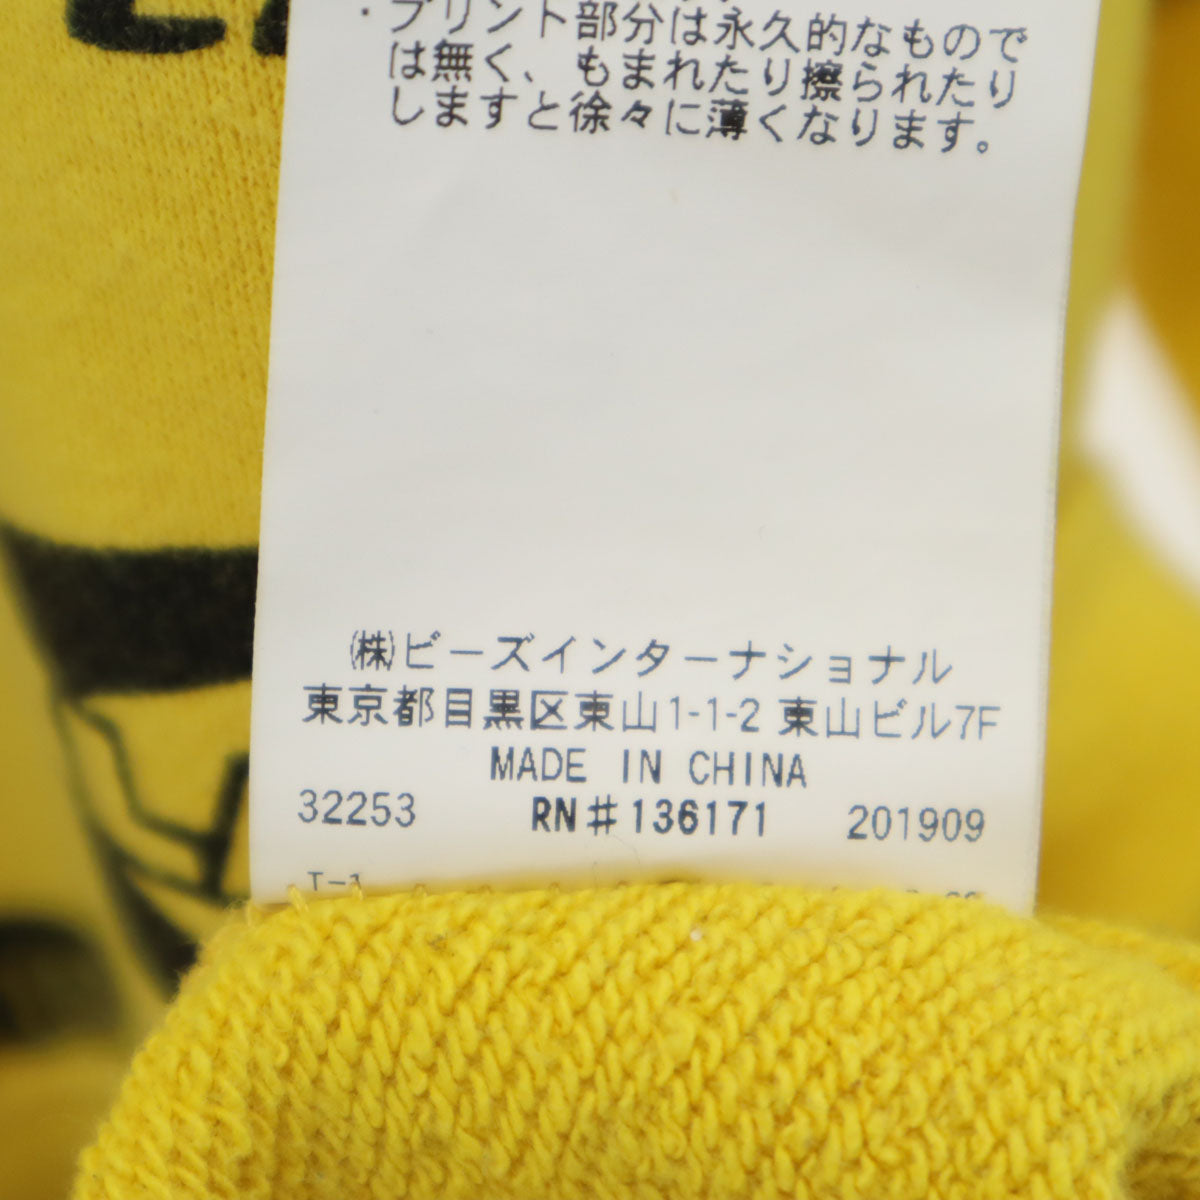 ・プリント部分は永久的なもので
は無く、もまれたり擦られたり
しますと徐々に薄くなります。
㈱ビーズインターナショナル
東京都目黒区東山1-1-2 東山ビル7F
MADE IN CHINA
32253 RN#136171 201909